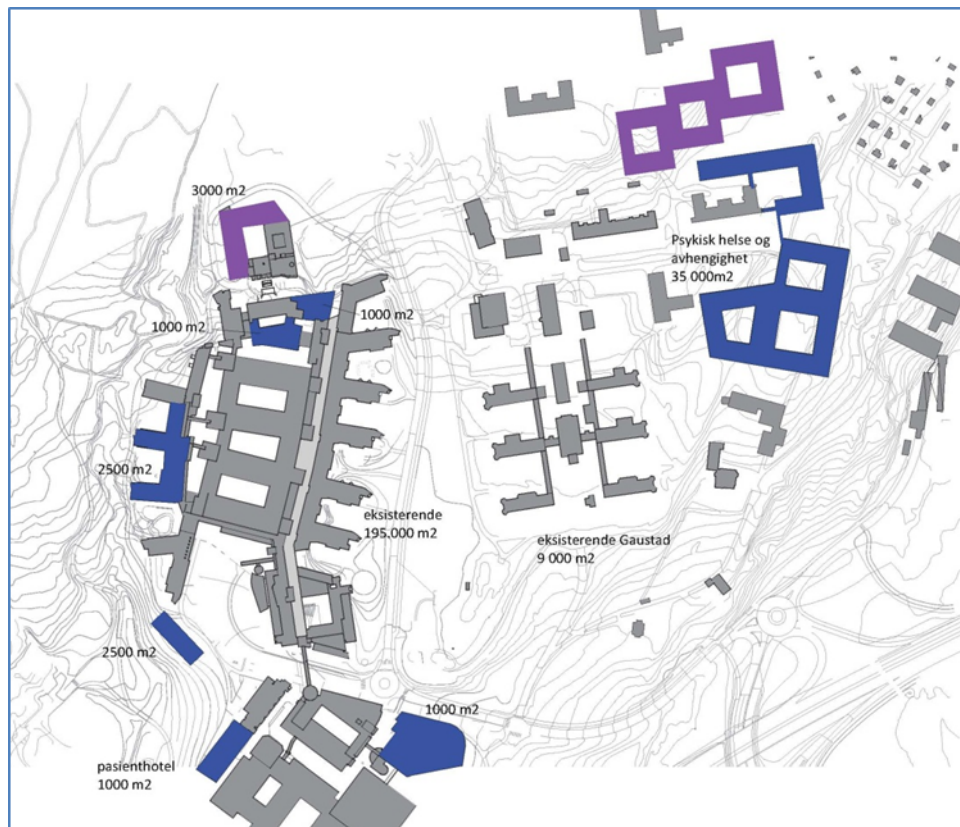 3000 m2
Psykisk helse og
avhengighet
35 000m2
1000 m2
1000 m2
2500 m2
eksisterende
195.000 m2
eksisterende Gaustad
9 000 m2
2500 m2
1000 m2
pasienthotel
1000 m2